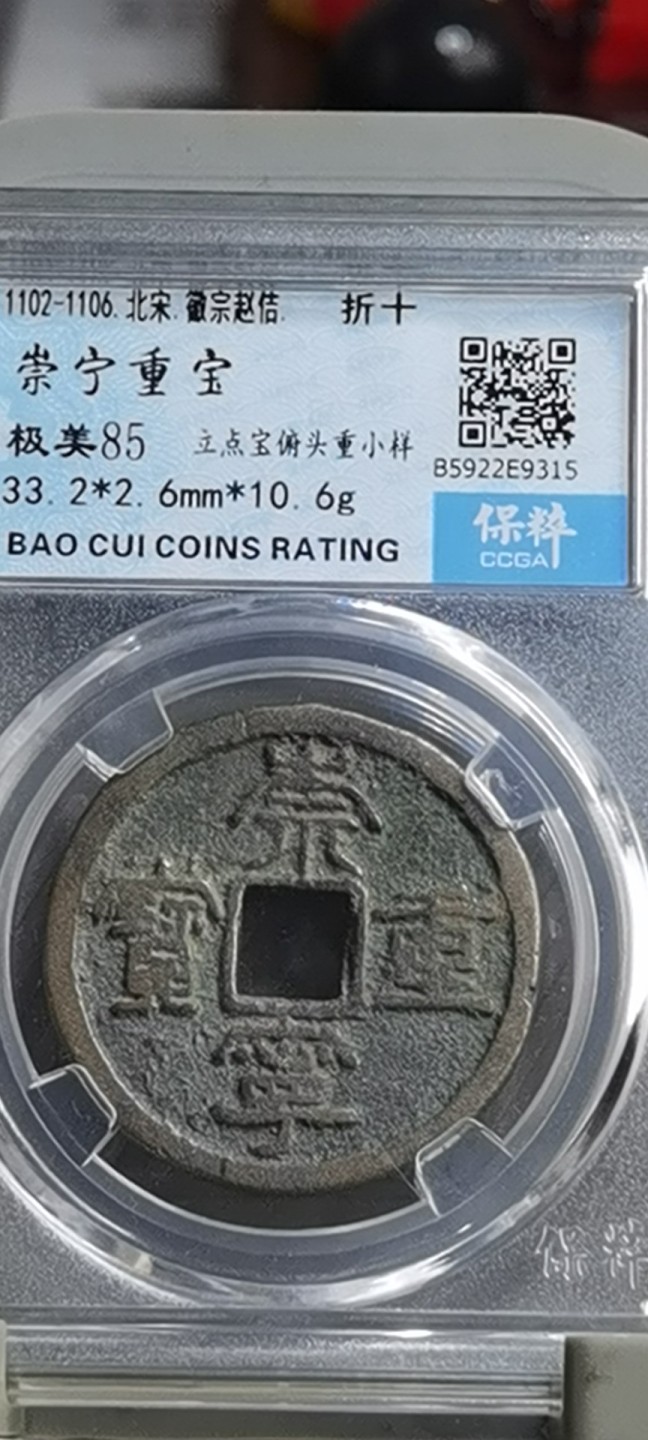 1102-1106.北宋.徽宗赵佶. 折十
崇宁重宝
极美85 立点宝俯头重小样
B5922E9315
33.2*2.6mm*10.6g
BAO CUI COINS RATING
保粹
CCGA
崇
寶 重
寧
保粹